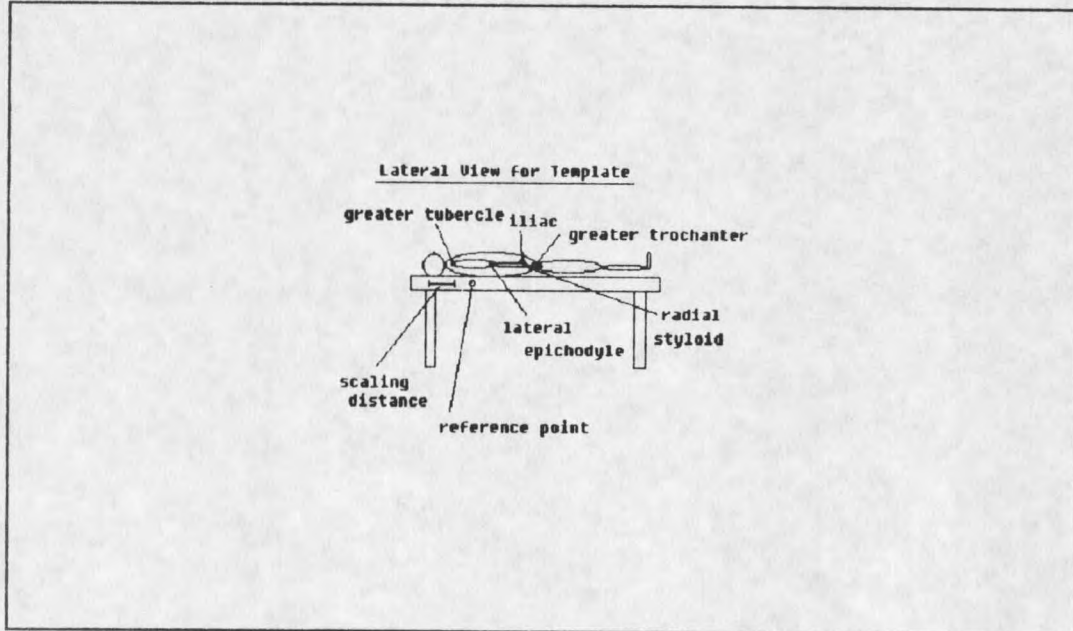 Lateral View for Template
greater tubercle
iliac
greater trochanter
lateral
epichodyle
radial
styloid
scaling
distance
reference point